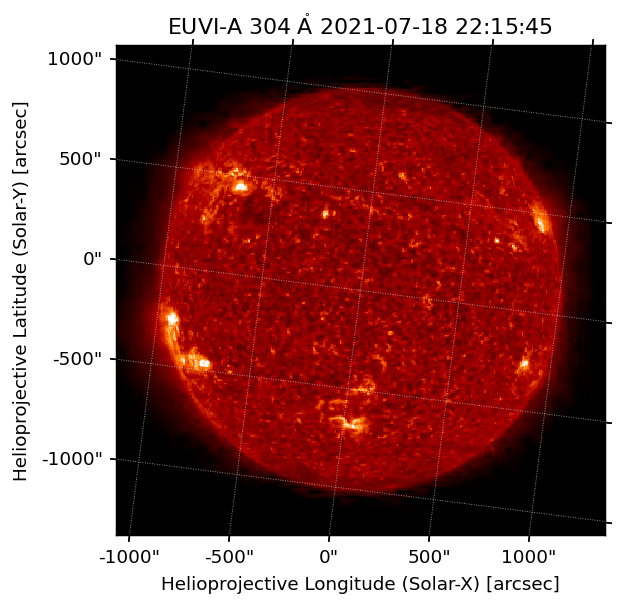 EUVI-A 304 Å 2021-07-18 22:15:45
1000"
500"
0"
-500"
-1000"
Helioprojective Latitude (Solar-Y) [arcsec]
-1000" -500" 0" 500" 1000"
Helioprojective Longitude (Solar-X) [arcsec]